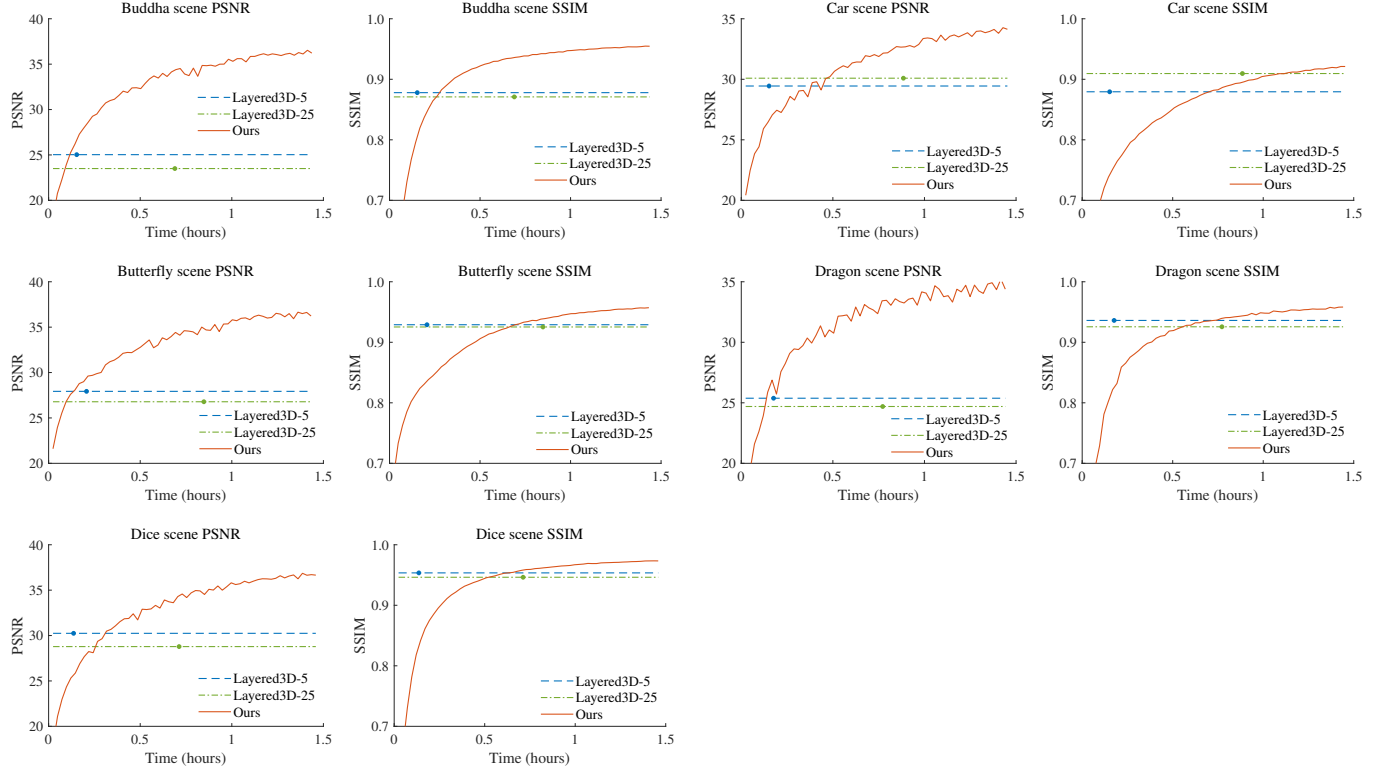 Buddha scene PSNR
40
35
30
25
20
PSNR
0
0.5
1
1.5
Time (hours)
Layered3D-5
Layered3D-25
Ours
Buddha scene SSIM
1.0
0.9
0.8
0.7
SSIM
0
0.5
1
1.5
Time (hours)
Layered3D-5
Layered3D-25
Ours
Car scene PSNR
35
30
25
20
PSNR
0
0.5
1
1.5
Time (hours)
Layered3D-5
Layered3D-25
Ours
Car scene SSIM
1.0
0.9
0.8
0.7
SSIM
0
0.5
1
1.5
Time (hours)
Layered3D-5
Layered3D-25
Ours
Butterfly scene PSNR
40
35
30
25
20
PSNR
0
0.5
1
1.5
Time (hours)
Layered3D-5
Layered3D-25
Ours
Butterfly scene SSIM
1.0
0.9
0.8
0.7
SSIM
0
0.5
1
1.5
Time (hours)
Layered3D-5
Layered3D-25
Ours
Dragon scene PSNR
35
30
25
20
PSNR
0
0.5
1
1.5
Time (hours)
Layered3D-5
Layered3D-25
Ours
Dragon scene SSIM
1.0
0.9
0.8
0.7
SSIM
0
0.5
1
1.5
Time (hours)
Layered3D-5
Layered3D-25
Ours
Dice scene PSNR
40
35
30
25
20
PSNR
0
0.5
1
1.5
Time (hours)
Layered3D-5
Layered3D-25
Ours
Dice scene SSIM
1.0
0.9
0.8
0.7
SSIM
0
0.5
1
1.5
Time (hours)
Layered3D-5
Layered3D-25
Ours